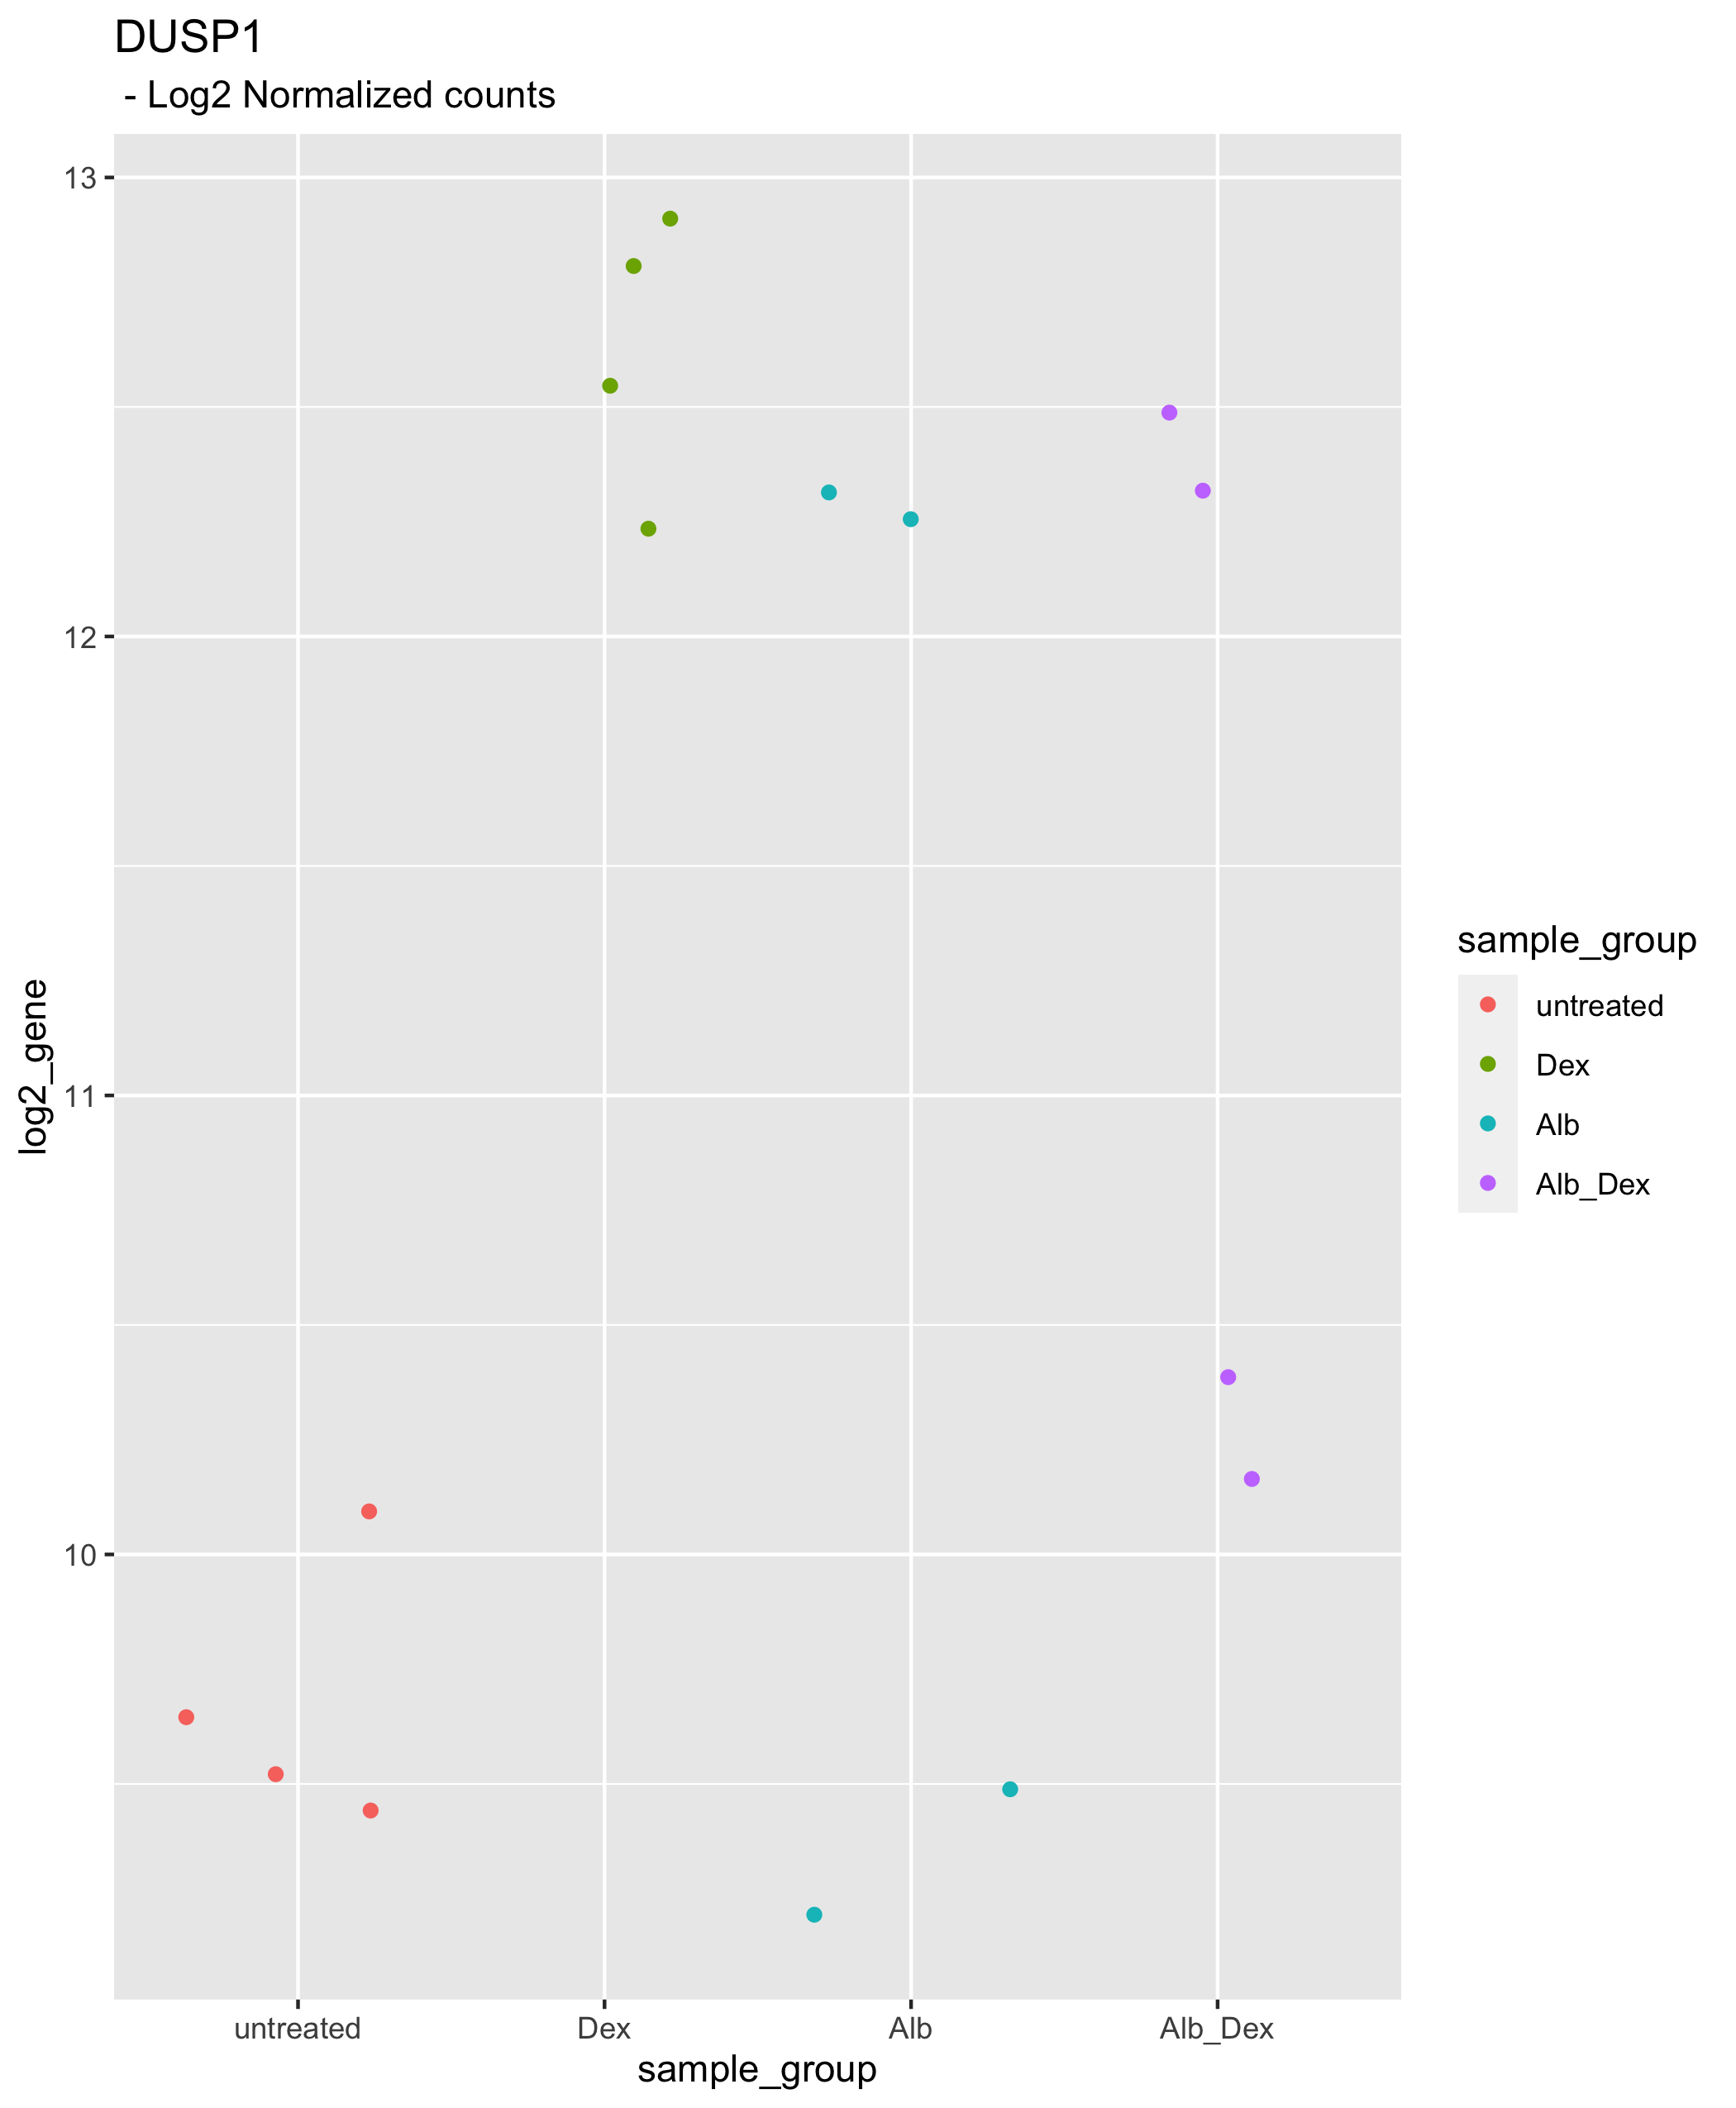 DUSP1
- Log2 Normalized counts
13
12
11
10
log2_gene
untreated
Dex
Alb
Alb_Dex
sample_group
sample_group
untreated
Dex
Alb
Alb_Dex